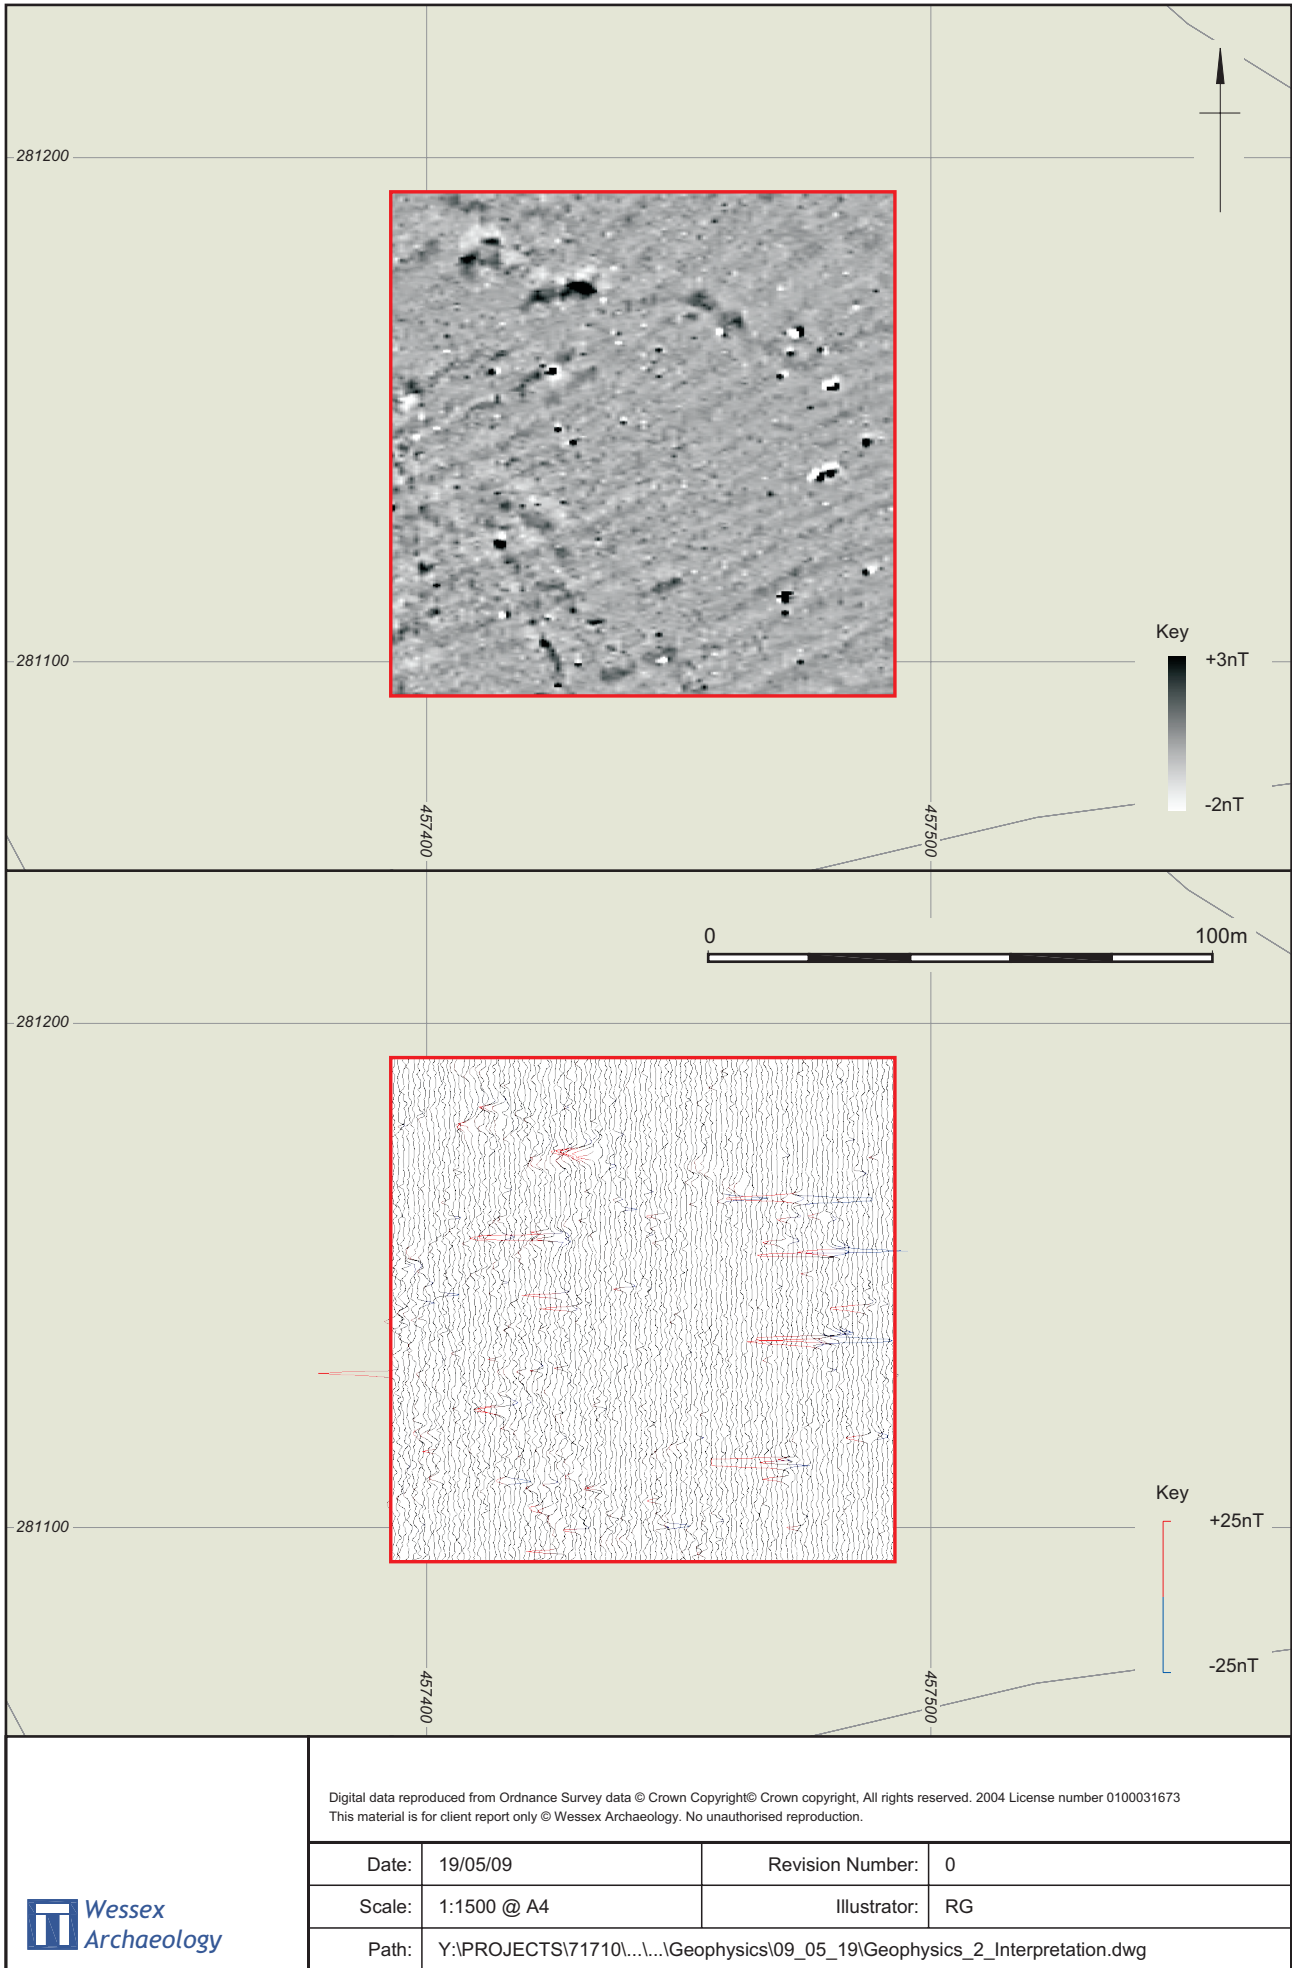 281200
281100
Key
+3nT
-2nT
457400
457500
0
100m
281200
281100
Key
+25nT
-25nT
457400
457500
Digital data reproduced from Ordnance Survey data © Crown Copyright© Crown copyright, All rights reserved. 2004 License number 0100031673
This material is for client report only © Wessex Archaeology. No unauthorised reproduction.
Wessex
Archaeology
Date: 19/05/09 Revision Number: 0
Scale: 1:1500 @ A4 Illustrator: RG
Path: Y:\PROJECTS\71710\...\...\Geophysics\09_05_19\Geophysics_2_Interpretation.dwg